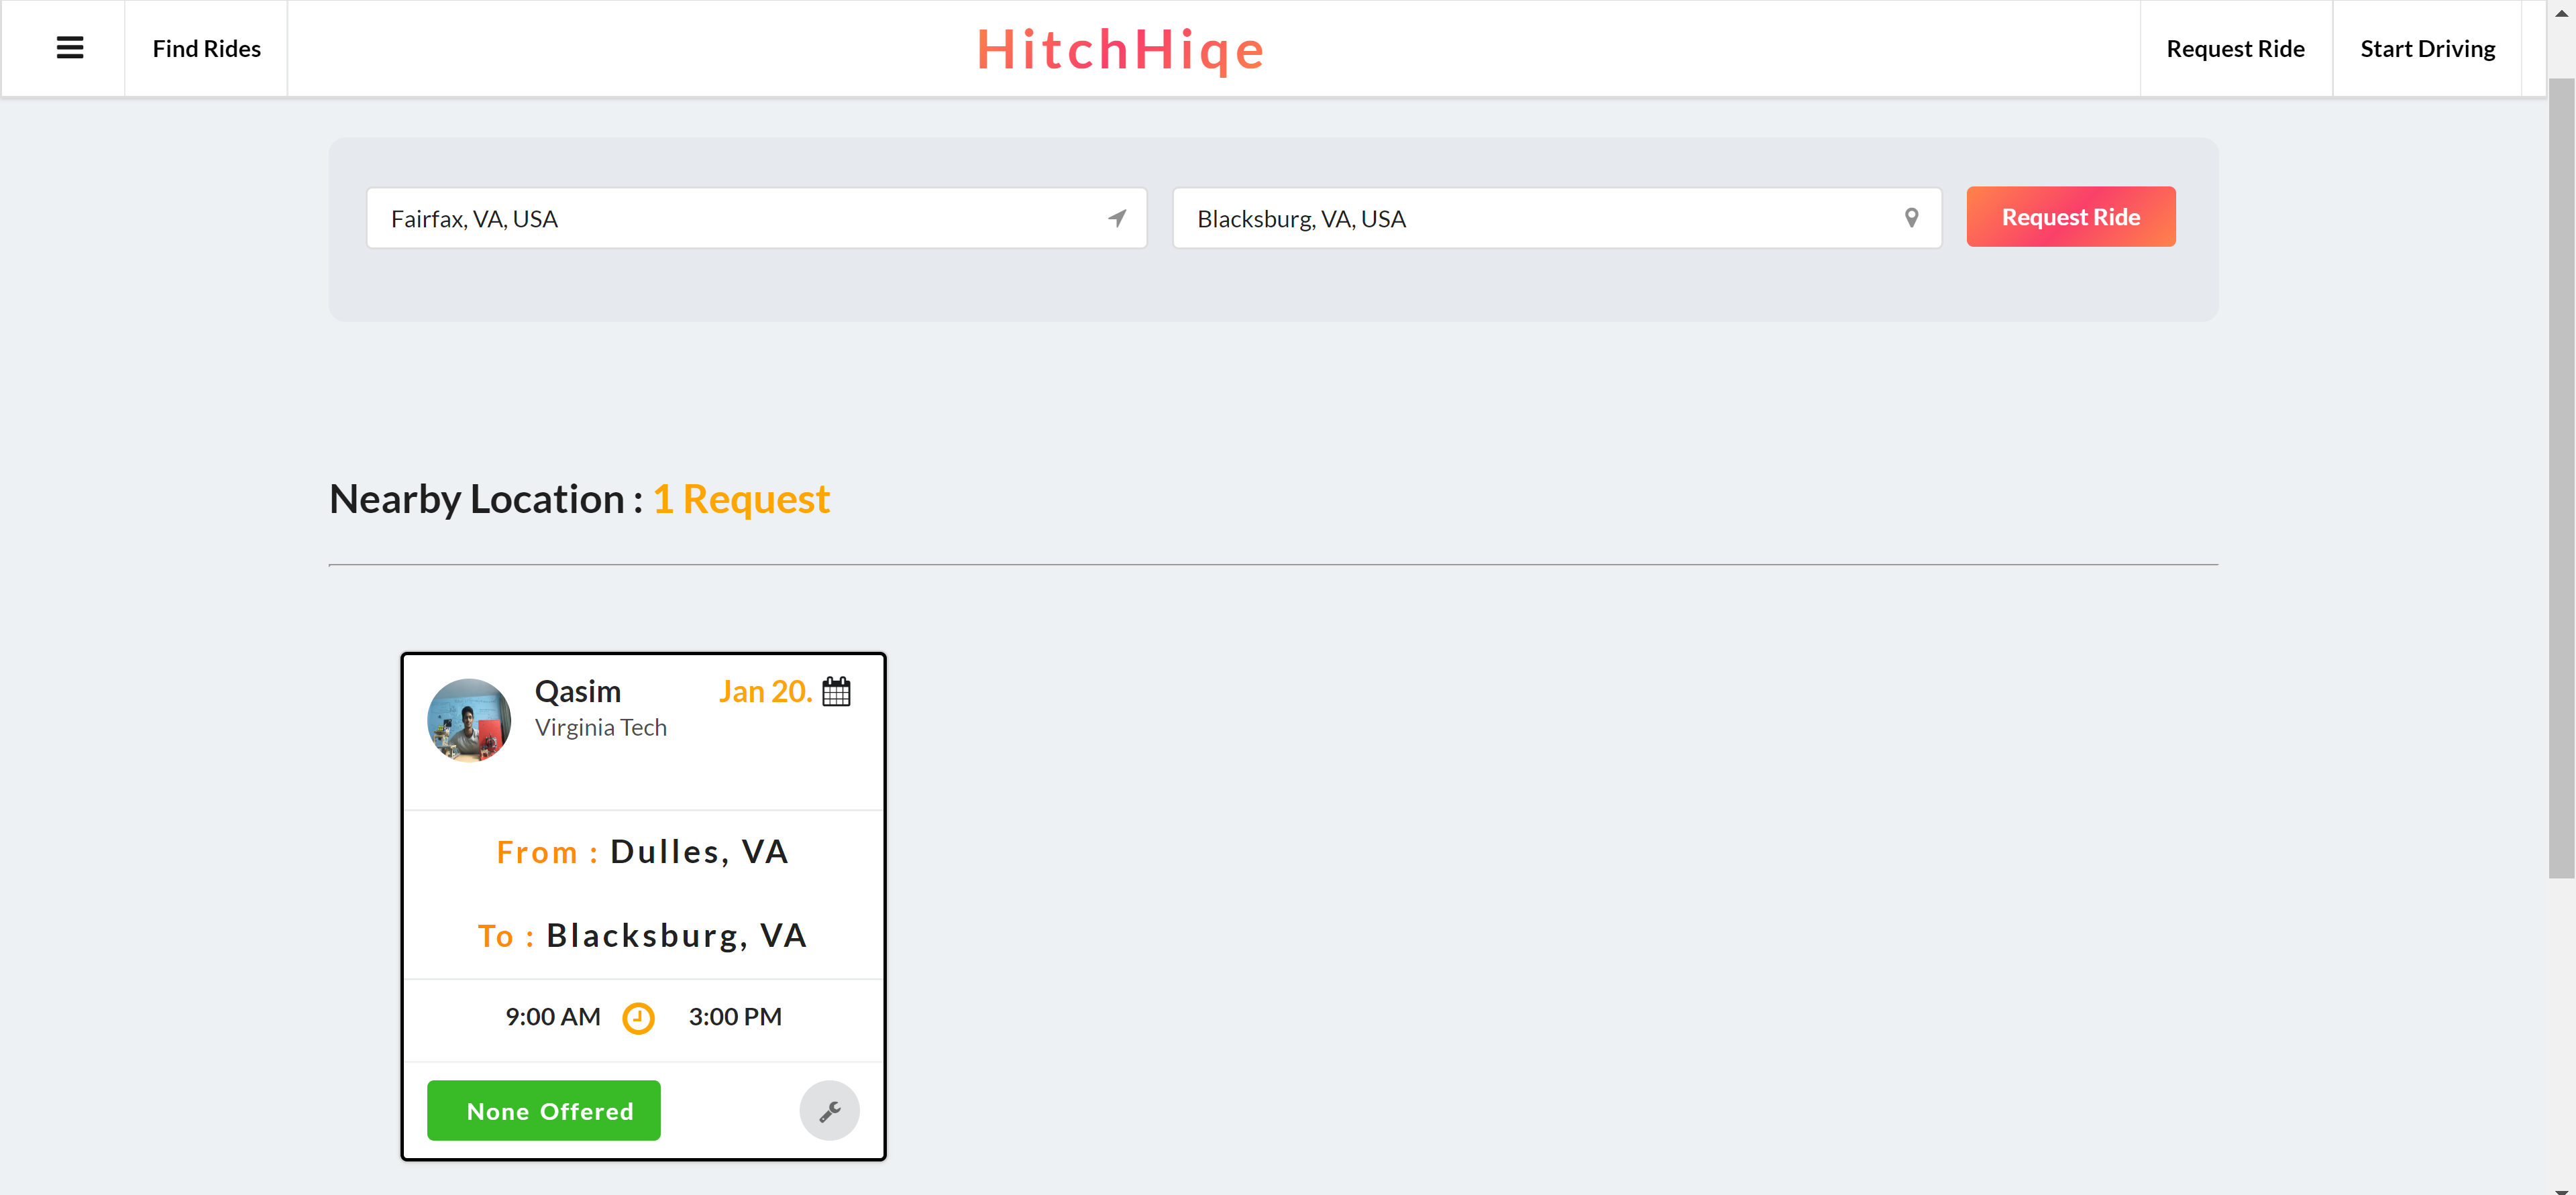 Find Rides
HitchHiqe
Request Ride
Start Driving
Fairfax, VA, USA
Blacksburg, VA, USA
Request Ride
Nearby Location : 1 Request
Qasim
Jan 20.
Virginia Tech
From : Dulles, VA
To : Blacksburg, VA
9:00 AM 3:00 PM
None Offered